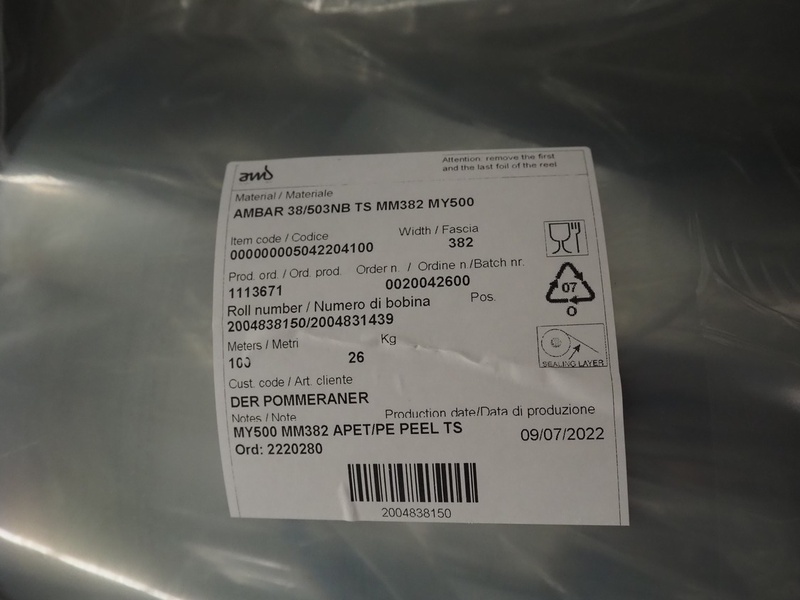 awb
Attention: remove the first
and the last foil of the reel
Material / Materiale
AMBAR 38/503NB TS MM382 MY500
Item code / Codice
000000005042204100
Width / Fascia
382
Prod. ord. / Ord. prod.
1113671
Order n. / Ordine n./Batch nr.
0020042600
Roll number / Numero di bobina
2004838150/2004831439
Pos.
Meters / Metri
Kg
26
Cust. code / Art. cliente
DER POMMERANER
Notes / Note
Production date/Data di produzione
MY500 MM382 APET/PE PEEL TS
09/07/2022
Ord: 2220280
2004838150
07
O
SEALING LAYER